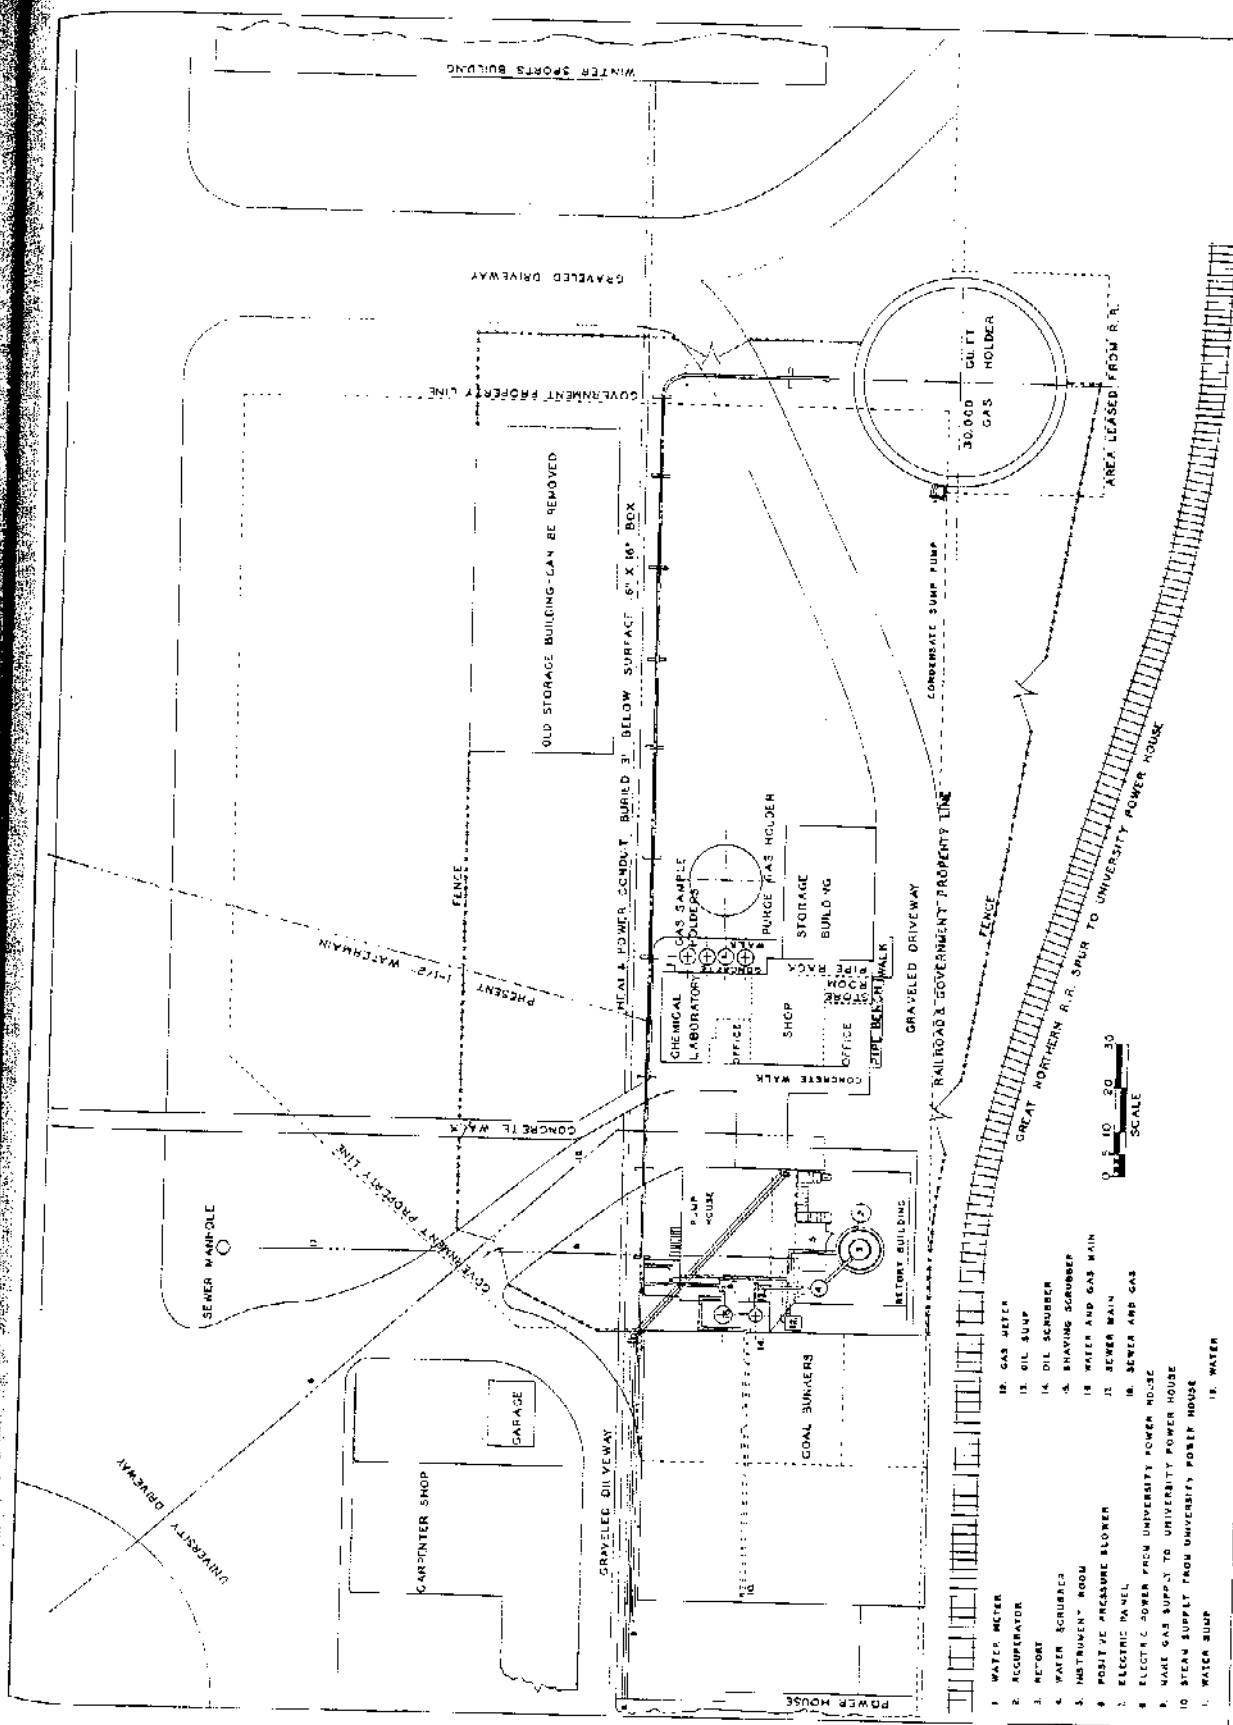 WINTER SPORTS BUILDING
GRAVELED DRIVEWAY
GOVERNMENT PROPERTY LINE
30,000 CU. FT
GAS HOLDER
AREA LEASED FROM R.R.
OLD STORAGE BUILDING-CAN BE REMOVED
HEAT & POWER CONDUIT BURIED 3' BELOW SURFACE 16" X 16" BOX
CONDENSATE SUMP PUMP
FENCE
PRESENT 1-1/2" WATERMAIN
GAS SAMPLE
HOLDERS
PURGE GAS HOLDER
STORAGE
BUILDING
CONCRETE
WALK
PIPE RACK
STORE
ROOM
CHEMICAL
LABORATORY
OFFICE
SHOP
OFFICE
PIPE BENCH
WALK
CONCRETE WALK
GRAVELED DRIVEWAY
RAILROAD & GOVERNMENT PROPERTY LINE
FENCE
GREAT NORTHERN R.R. SPUR TO UNIVERSITY POWER HOUSE
CONCRETE WALK
GOVERNMENT PROPERTY LINE
SEWER MANHOLE
PUMP
HOUSE
RETORT BUILDING
COAL BUNKERS
GARAGE
CARPENTER SHOP
GRAVELED DRIVEWAY
UNIVERSITY DRIVEWAY
POWER HOUSE
0 5 10 20 30
SCALE
1. WATER METER
2. RECUPERATOR
3. RETORT
4. WATER SCRUBBER
5. INSTRUMENT ROOM
6. POSITIVE PRESSURE BLOWER
7. ELECTRIC PANEL
8. ELECTRIC POWER FROM UNIVERSITY POWER HOUSE
9. MAKE GAS SUPPLY TO UNIVERSITY POWER HOUSE
10. STEAM SUPPLY FROM UNIVERSITY POWER HOUSE
11. WATER SUMP
12. GAS METER
13. OIL SUMP
14. OIL SCRUBBER
15. SHAVING SCRUBBER
16. WATER AND GAS MAIN
17. SEWER MAIN
18. SEWER AND GAS
19. WATER